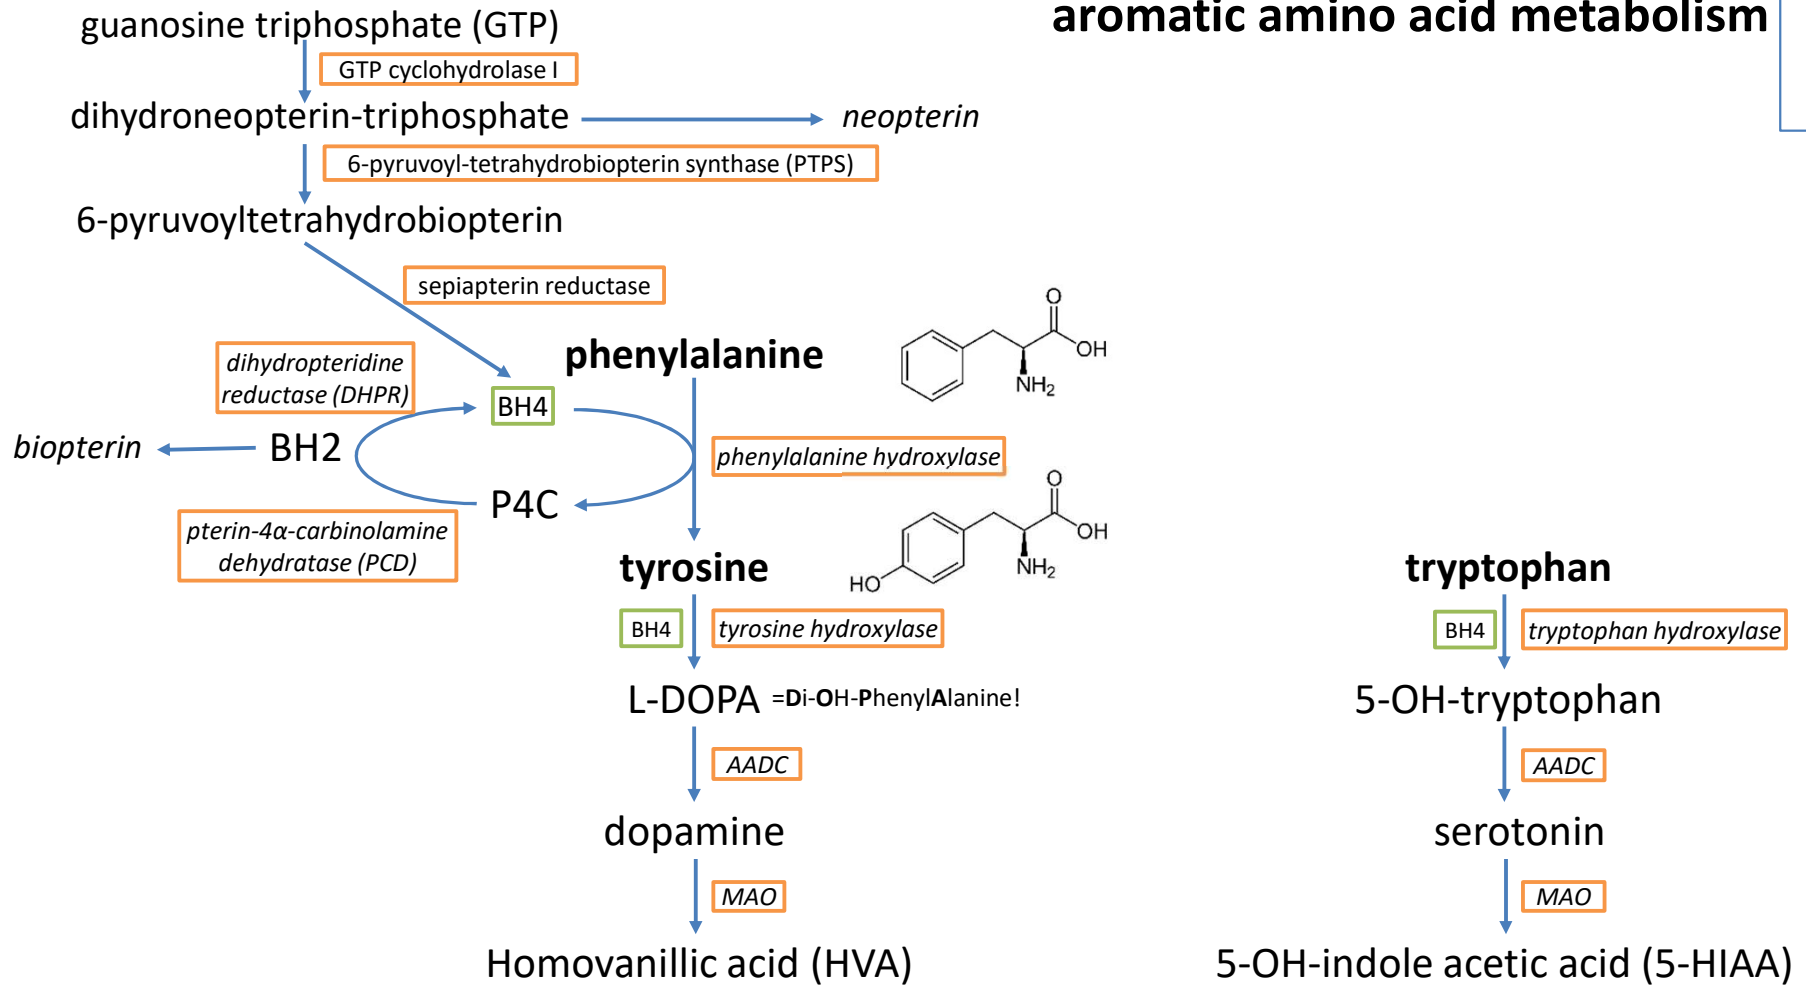 aromatic amino acid metabolism
guanosine triphosphate (GTP)
GTP cyclohydrolase I
dihydroneopterin-triphosphate
neopterin
6-pyruvoyl-tetrahydrobiopterin synthase (PTPS)
6-pyruvoyltetrahydrobiopterin
sepiapterin reductase
O
OH
NH2
phenylalanine
dihydropteridine
reductase (DHPR)
BH4
biopterin
BH2
phenylalanine hydroxylase
P4C
pterin-4α-carbinolamine
dehydratase (PCD)
O
OH
NH2
HO
tyrosine
tryptophan
BH4
tyrosine hydroxylase
BH4
tryptophan hydroxylase
L-DOPA =Di-OH-PhenylAlanine!
5-OH-tryptophan
AADC
AADC
dopamine
serotonin
MAO
MAO
Homovanillic acid (HVA)
5-OH-indole acetic acid (5-HIAA)